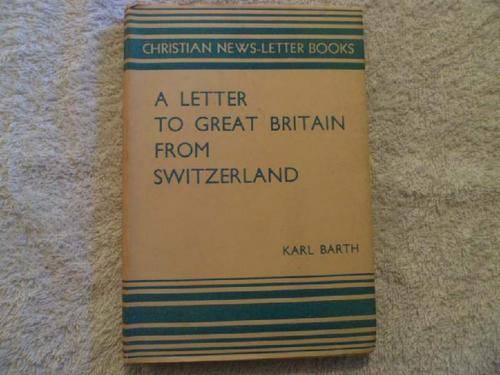 CHRISTIAN NEWS-LETTER BOOKS
A LETTER
TO GREAT BRITAIN
FROM
SWITZERLAND
KARL BARTH